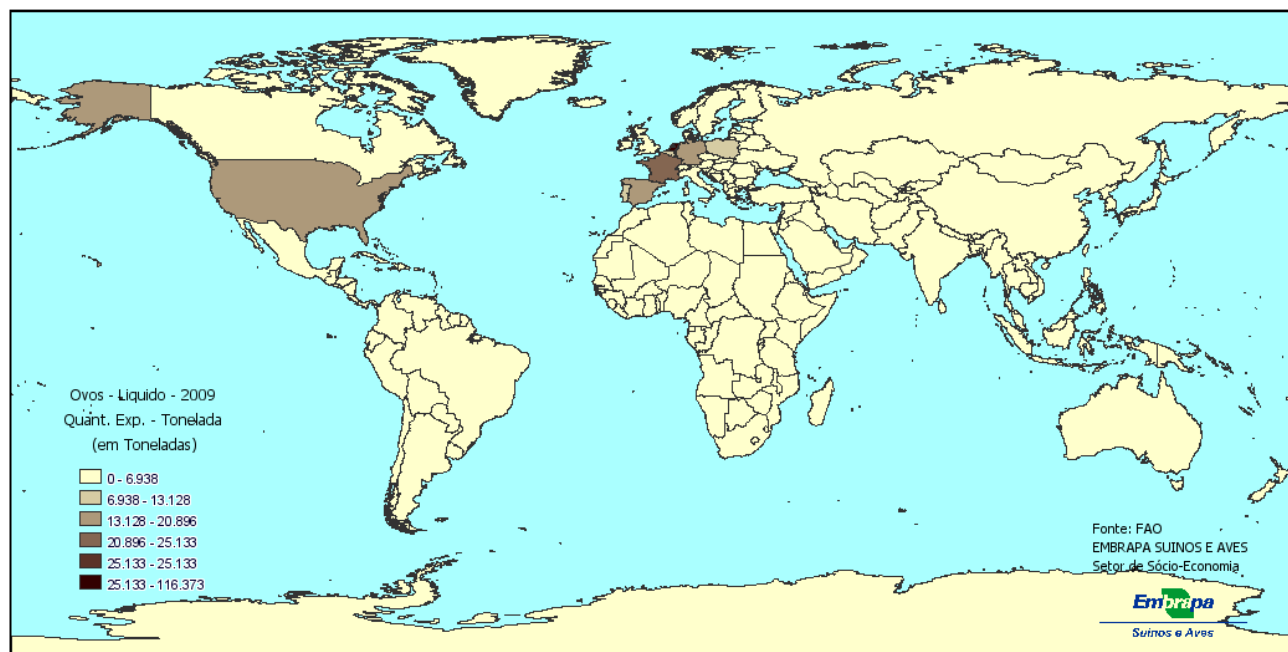 Ovos - Liquido - 2009
Quant. Exp. - Tonelada
(em Toneladas)
0 - 6.938
6.938 - 13.128
13.128 - 20.896
20.896 - 25.133
25.133 - 25.133
25.133 - 116.373
Fonte: FAO
EMBRAPA SUINOS E AVES
Setor de Sócio-Economia
Embrapa
Suínos e Aves